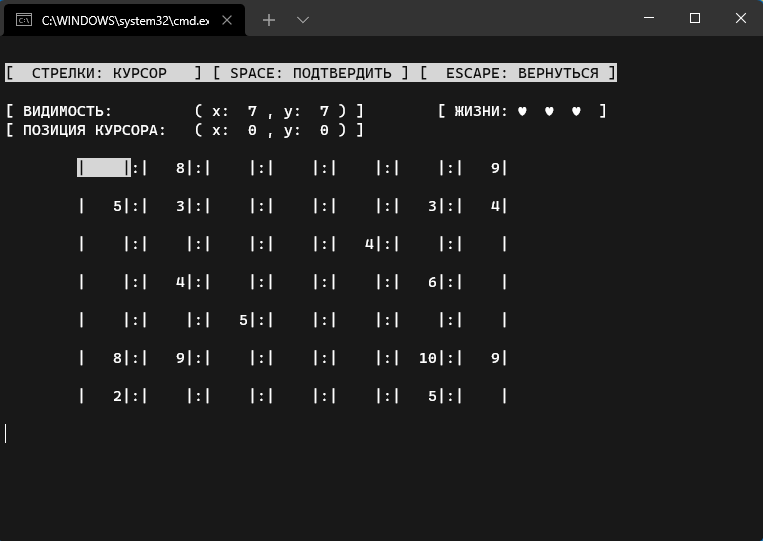 C:\WINDOWS\system32\cmd.ex
[  СТРЕЛКИ: КУРСОР   ] [ SPACE: ПОДТВЕРДИТЬ ] [  ESCAPE: ВЕРНУТЬСЯ ]
[ ВИДИМОСТЬ:         ( x:  7 , y:  7 ) ]        [ ЖИЗНИ: ♥  ♥  ♥  ]
[ ПОЗИЦИЯ КУРСОРА:   ( x:  0 , y:  0 ) ]
|    |:|   8|:|    |:|    |:|    |:|    |:|   9|
|   5|:|   3|:|    |:|    |:|    |:|   3|:|   4|
|    |:|    |:|    |:|    |:|   4|:|    |:|    |
|    |:|   4|:|    |:|    |:|    |:|   6|:|    |
|    |:|    |:|   5|:|    |:|    |:|    |:|    |
|   8|:|   9|:|    |:|    |:|    |:|  10|:|   9|
|   2|:|    |:|    |:|    |:|    |:|   5|:|    |